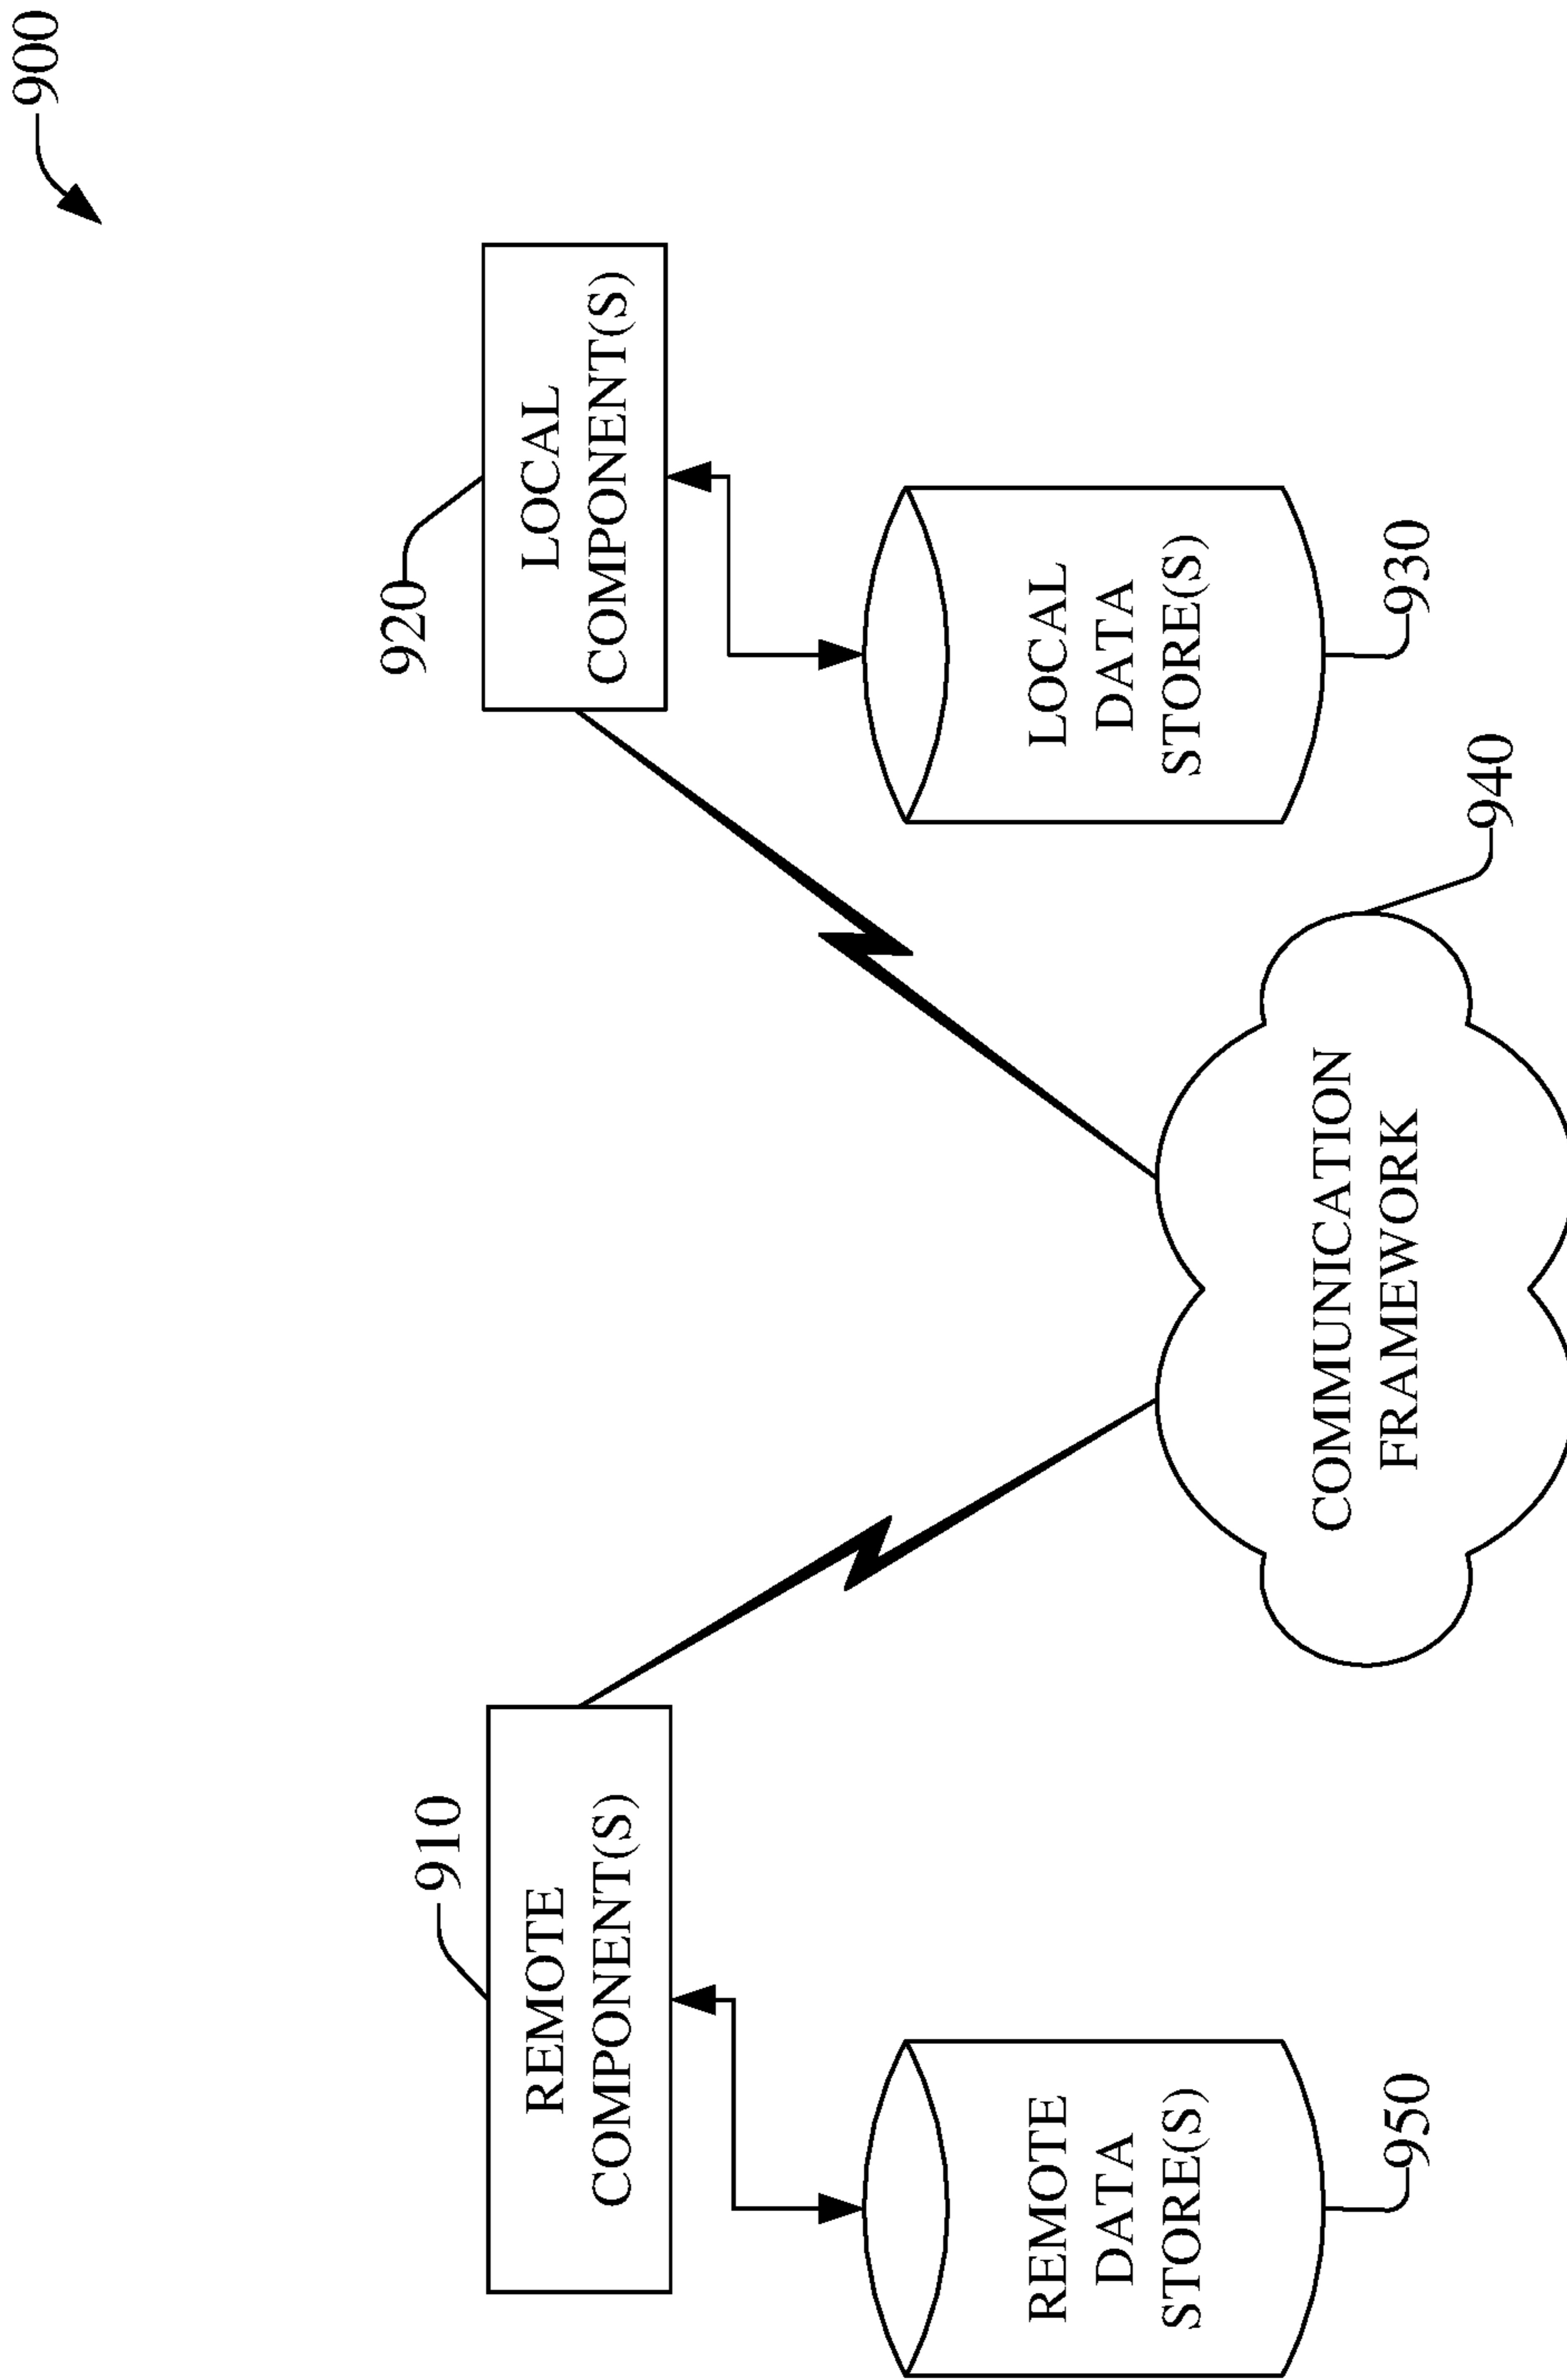 900
910
REMOTE
COMPONENT(S)
920
LOCAL
COMPONENT(S)
REMOTE
DATA
STORE(S)
950
COMMUNICATION
FRAMEWORK
940
LOCAL
DATA
STORE(S)
930